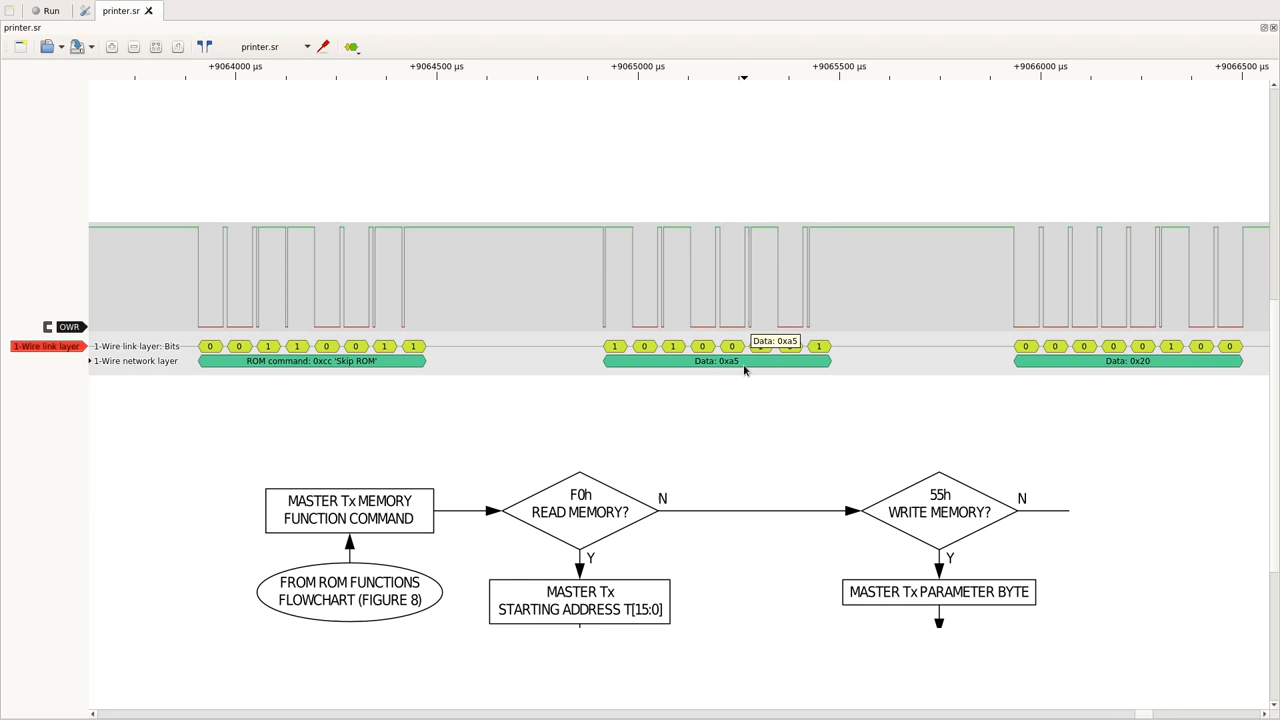 Run
printer.sr
printer.sr
printer.sr
+9064000 µs
+9064500 µs
+9065000 µs
+9065500 µs
+9066000 µs
+9066500 µs
OWR
1-Wire link layer
1-Wire link layer: Bits
0 0 1 1 0 0 1 1
1 0 1 0 0 1
0 0 0 0 0 1 0 0
1-Wire network layer
ROM command: 0xcc 'Skip ROM'
Data: 0xa5
Data: 0xa5
Data: 0x20
MASTER Tx MEMORY
FUNCTION COMMAND
FROM ROM FUNCTIONS
FLOWCHART (FIGURE 8)
F0h
READ MEMORY?
N
Y
MASTER Tx
STARTING ADDRESS T[15:0]
55h
WRITE MEMORY?
N
Y
MASTER Tx PARAMETER BYTE